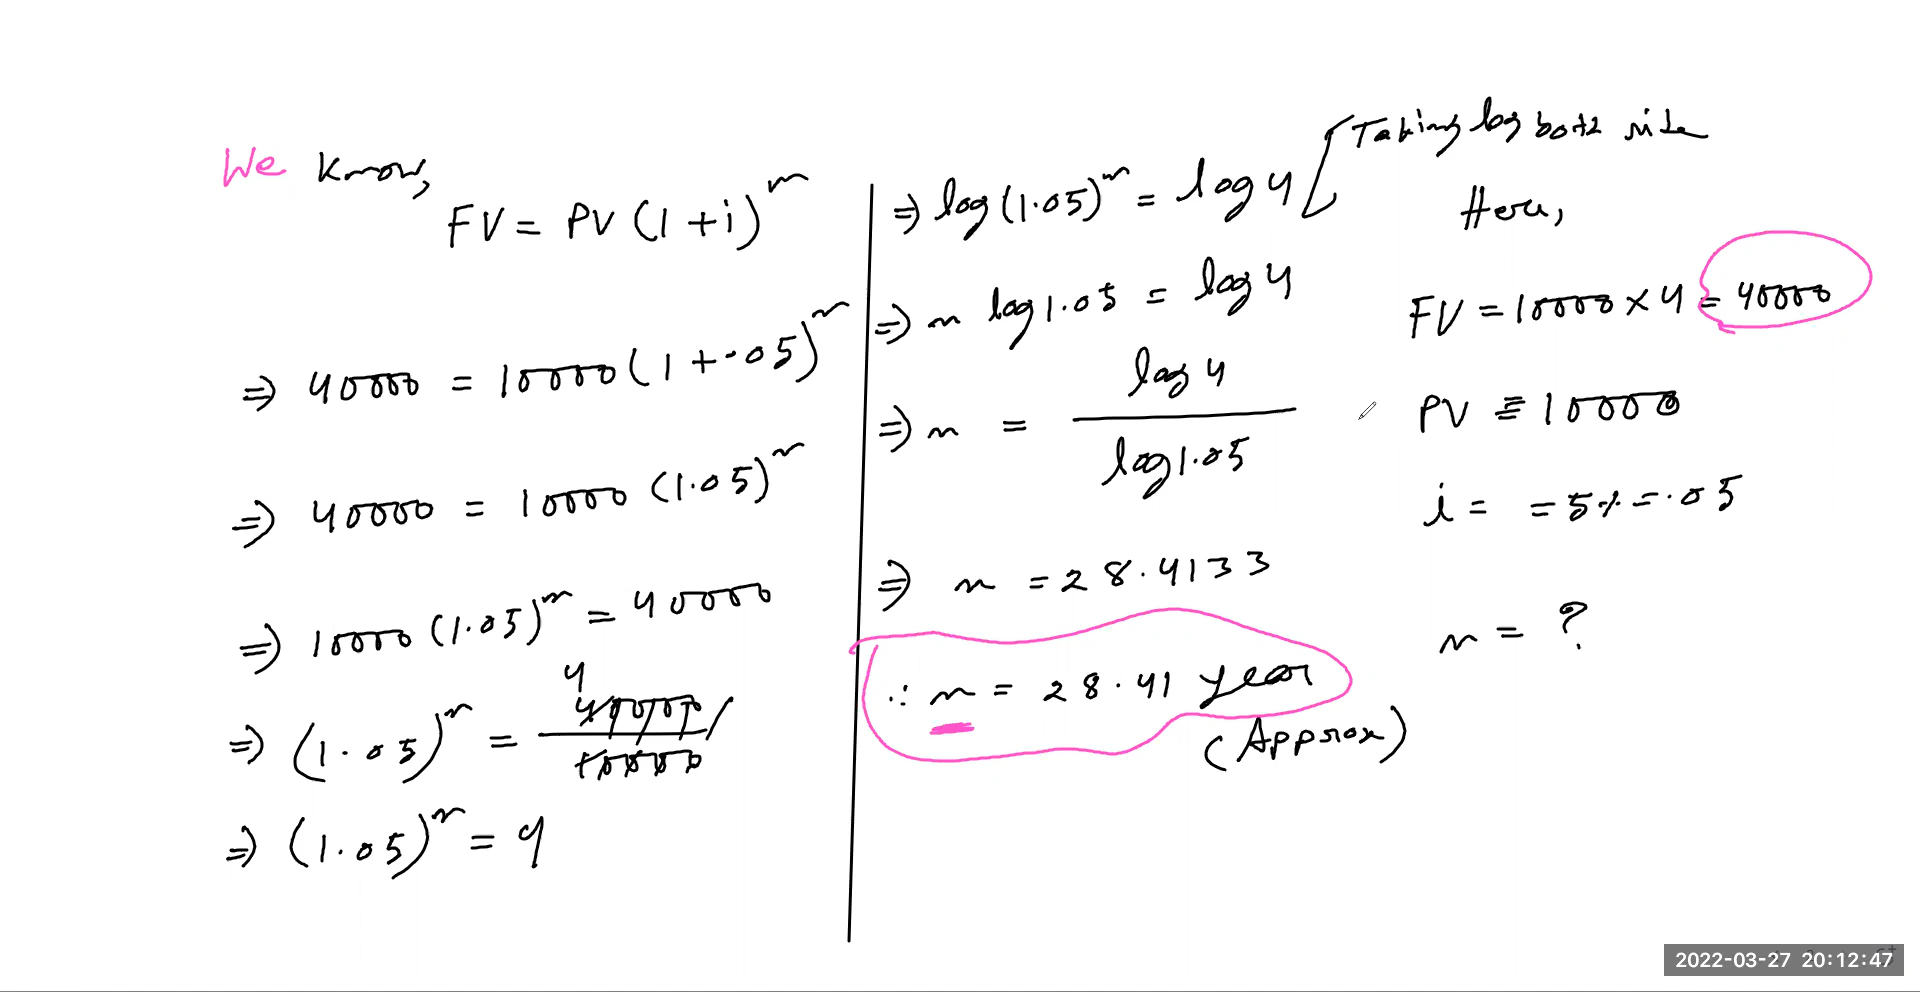 We know,
FV = PV (1+i)^n
⇒ 40000 = 10000 (1+.05)^n
⇒ 40000 = 10000 (1.05)^n
⇒ 10000 (1.05)^n = 40000
4
⇒ (1.05)^n = 40000/10000
⇒ (1.05)^n = 4
⇒ log (1.05)^n = log 4 [Taking log both side
⇒ n log 1.05 = log 4
⇒ n = log 4 / log 1.05
⇒ n = 28.4133
∴ n = 28.41 year
(Approx)
Here,
FV = 10000 × 4 = 40000
PV = 10000
i = = 5% = .05
n = ?
2022-03-27 20:12:47